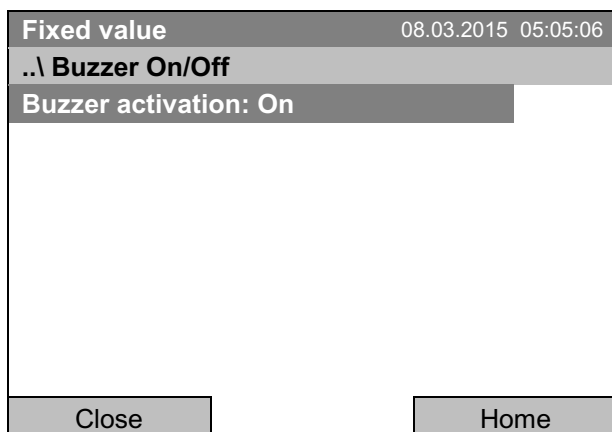 Fixed value 08.03.2015 05:05:06
..\ Buzzer On/Off
Buzzer activation: On
Close Home